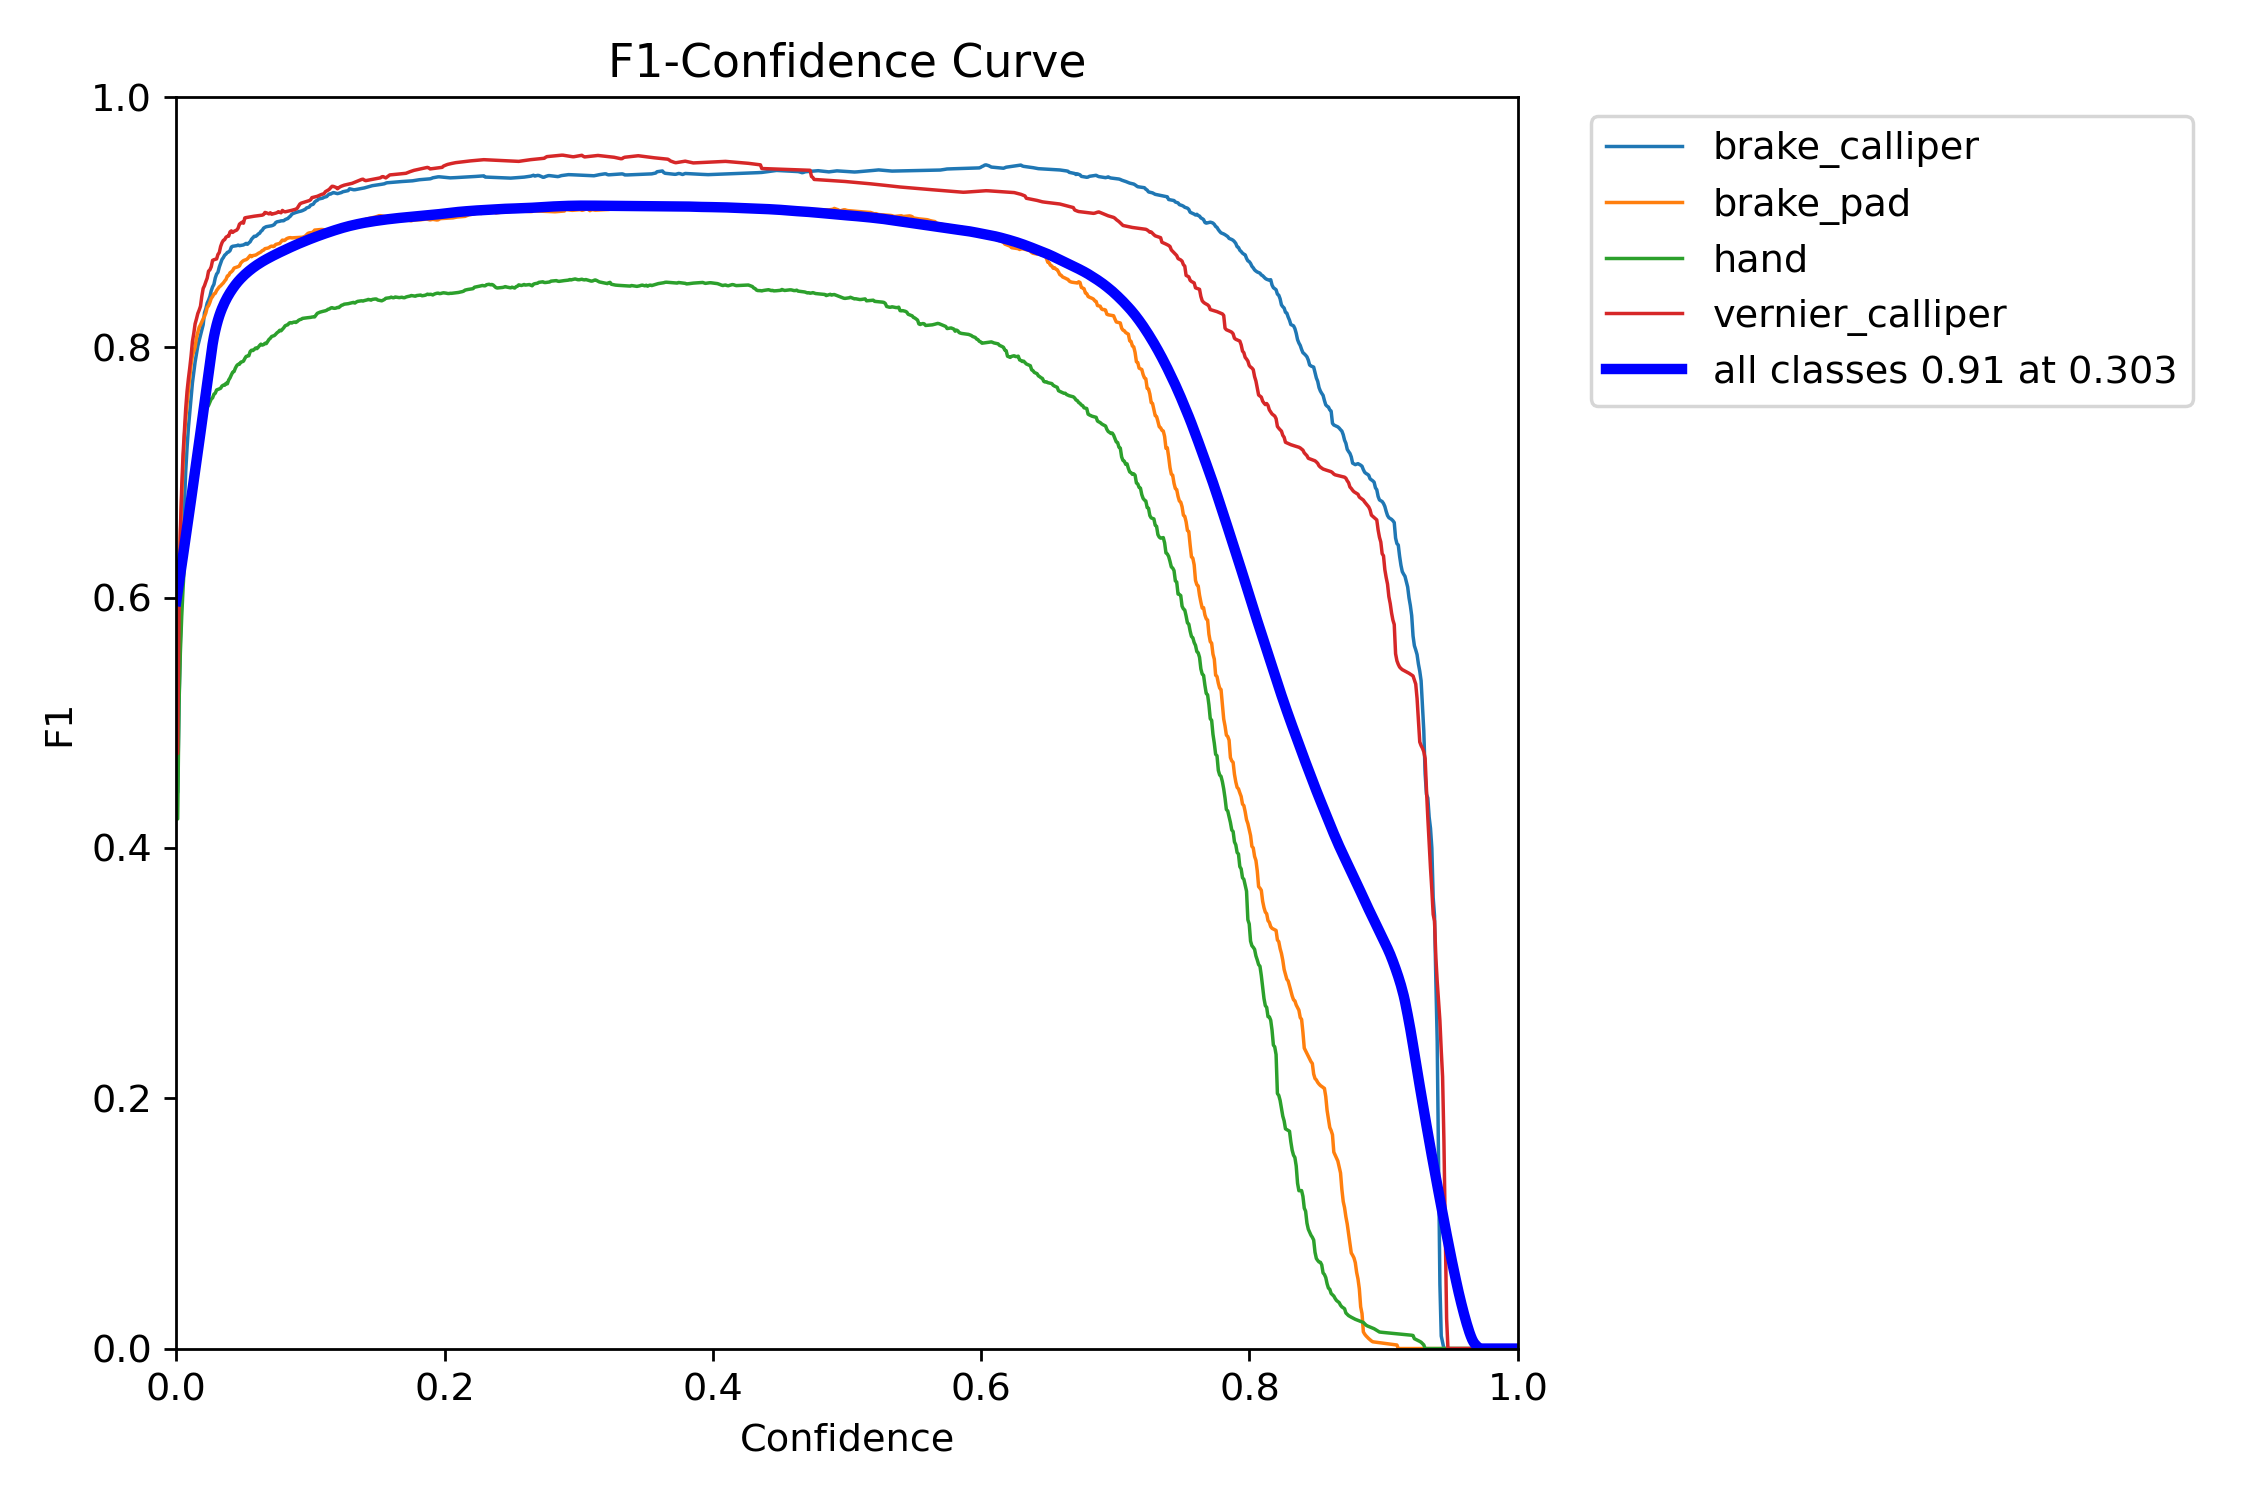 F1-Confidence Curve
1.0
0.8
0.6
0.4
0.2
0.0
F1
0.0 0.2 0.4 0.6 0.8 1.0
Confidence
brake_calliper
brake_pad
hand
vernier_calliper
all classes 0.91 at 0.303